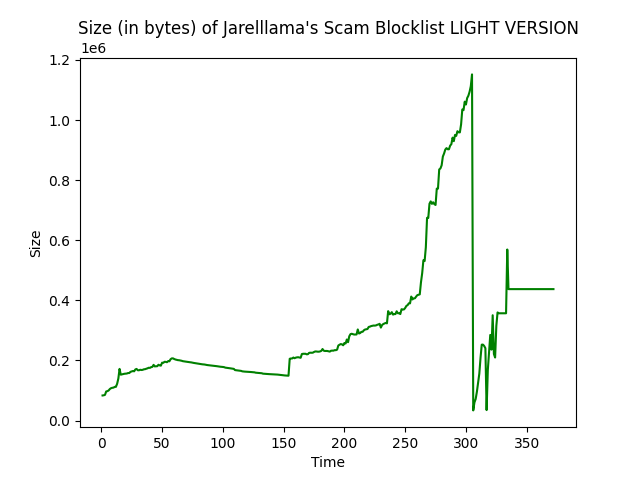 Size (in bytes) of Jarelllama's Scam Blocklist LIGHT VERSION
1e6
1.2
1.0
0.8
0.6
0.4
0.2
0.0
Size
0 50 100 150 200 250 300 350
Time